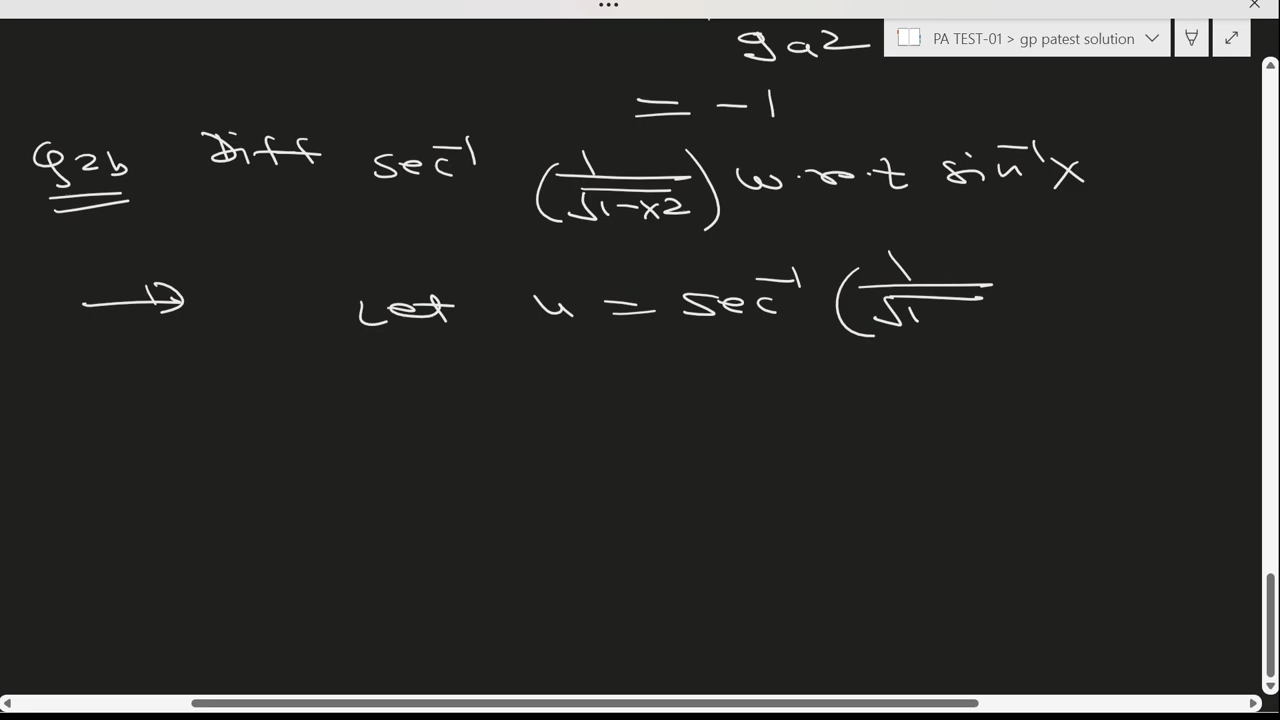 PA TEST-01 > gp patest solution
9a2
= -1
Q2b Diff sec⁻¹ (1/√1-x2) w.r.t sin⁻¹x
→ Let u = sec⁻¹ (1/√1